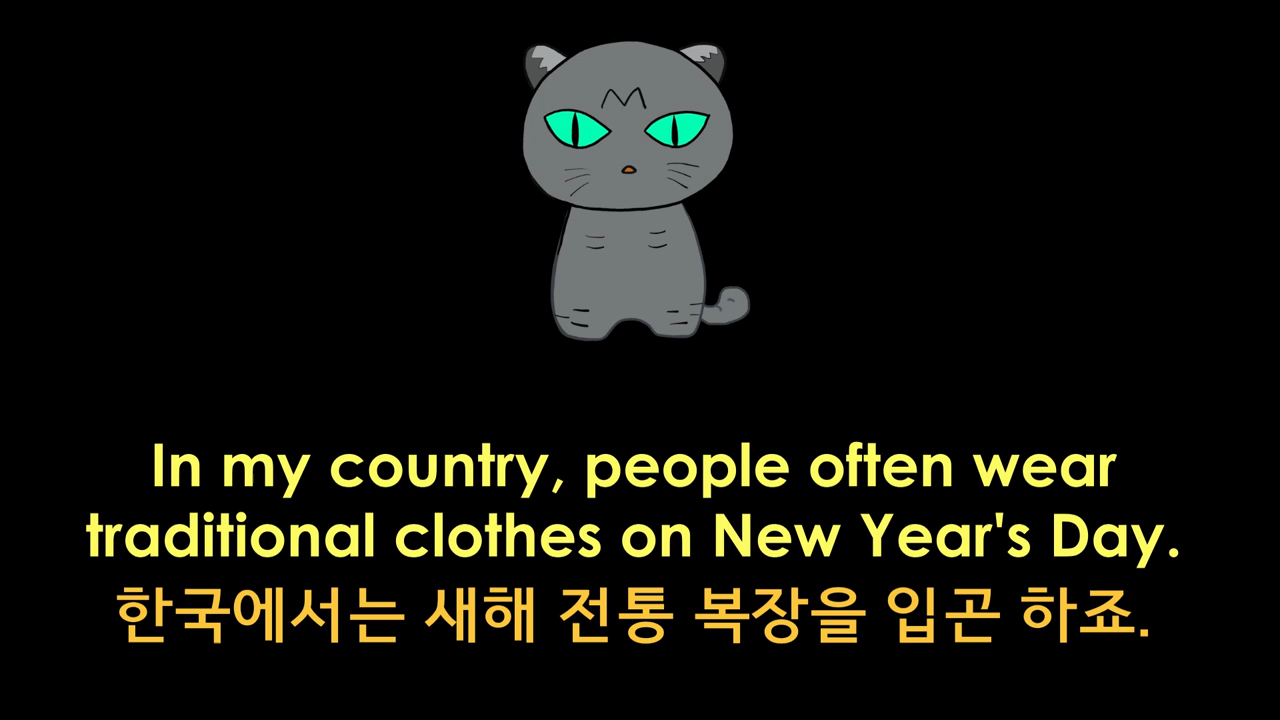 In my country, people often wear
traditional clothes on New Year's Day.
한국에서는 새해 전통 복장을 입곤 하죠.